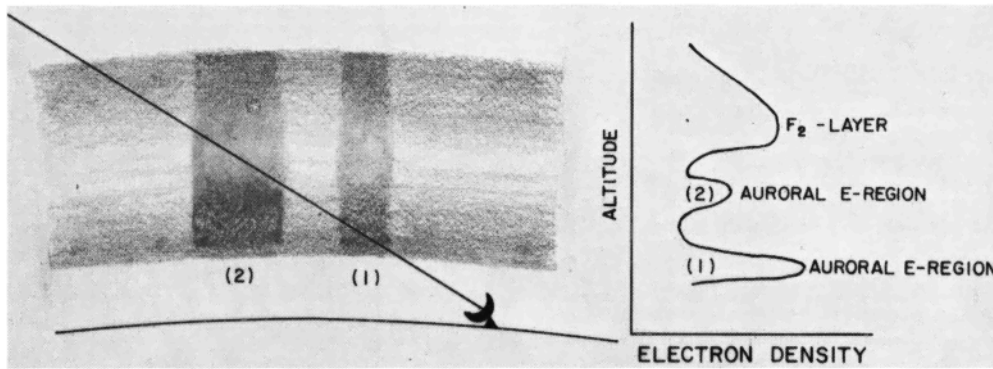 (2)
(1)
ALTITUDE
F₂ -LAYER
(2) AURORAL E-REGION
(1) AURORAL E-REGION
ELECTRON DENSITY